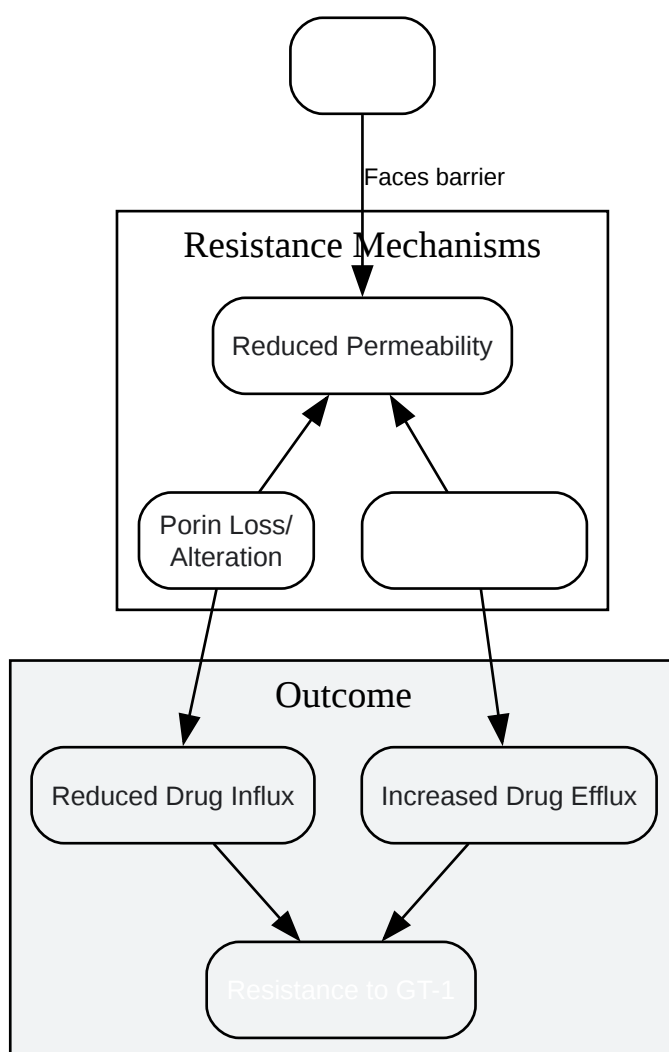 Faces barrier
Resistance Mechanisms
Reduced Permeability
Porin Loss/
Alteration
Outcome
Reduced Drug Influx
Increased Drug Efflux
Resistance to GT-1